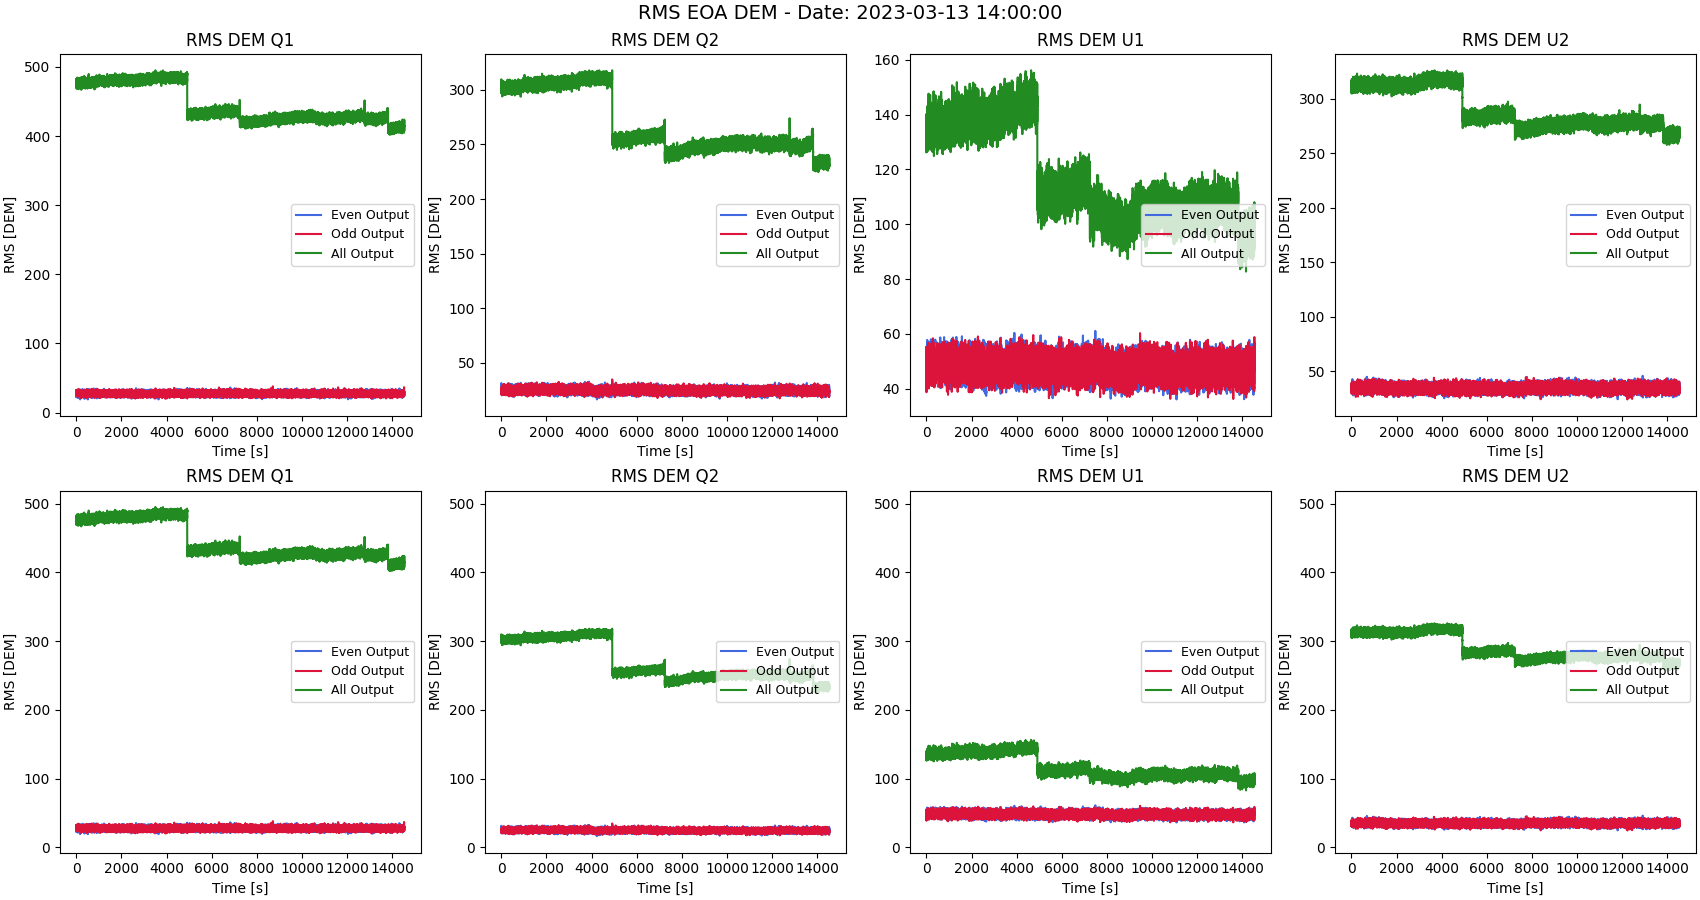 RMS EOA DEM - Date: 2023-03-13 14:00:00
RMS DEM Q1
RMS [DEM]
500
400
300
200
100
0
Even Output
Odd Output
All Output
0 2000 4000 6000 8000 10000 12000 14000
Time [s]
RMS DEM Q2
RMS [DEM]
300
250
200
150
100
50
Even Output
Odd Output
All Output
0 2000 4000 6000 8000 10000 12000 14000
Time [s]
RMS DEM U1
RMS [DEM]
160
140
120
100
80
60
40
Even Output
Odd Output
All Output
0 2000 4000 6000 8000 10000 12000 14000
Time [s]
RMS DEM U2
RMS [DEM]
300
250
200
150
100
50
Even Output
Odd Output
All Output
0 2000 4000 6000 8000 10000 12000 14000
Time [s]
RMS DEM Q1
RMS [DEM]
500
400
300
200
100
0
Even Output
Odd Output
All Output
0 2000 4000 6000 8000 10000 12000 14000
Time [s]
RMS DEM Q2
RMS [DEM]
500
400
300
200
100
0
Even Output
Odd Output
All Output
0 2000 4000 6000 8000 10000 12000 14000
Time [s]
RMS DEM U1
RMS [DEM]
500
400
300
200
100
0
Even Output
Odd Output
All Output
0 2000 4000 6000 8000 10000 12000 14000
Time [s]
RMS DEM U2
RMS [DEM]
500
400
300
200
100
0
Even Output
Odd Output
All Output
0 2000 4000 6000 8000 10000 12000 14000
Time [s]